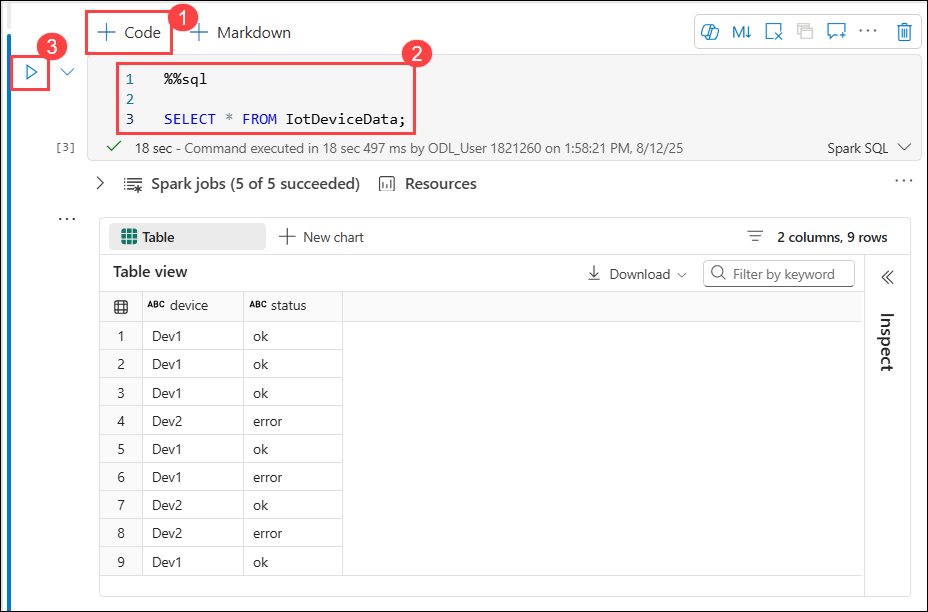 1
Code
Markdown
M↓
3
2
1 %%sql
2
3 SELECT * FROM IotDeviceData;
[3]
18 sec - Command executed in 18 sec 497 ms by ODL_User 1821260 on 1:58:21 PM, 8/12/25
Spark SQL
Spark jobs (5 of 5 succeeded)
Resources
Table
New chart
2 columns, 9 rows
Table view
Download
Filter by keyword
Inspect
ABC device ABC status
1 Dev1 ok
2 Dev1 ok
3 Dev1 ok
4 Dev2 error
5 Dev1 ok
6 Dev1 error
7 Dev2 ok
8 Dev2 error
9 Dev1 ok